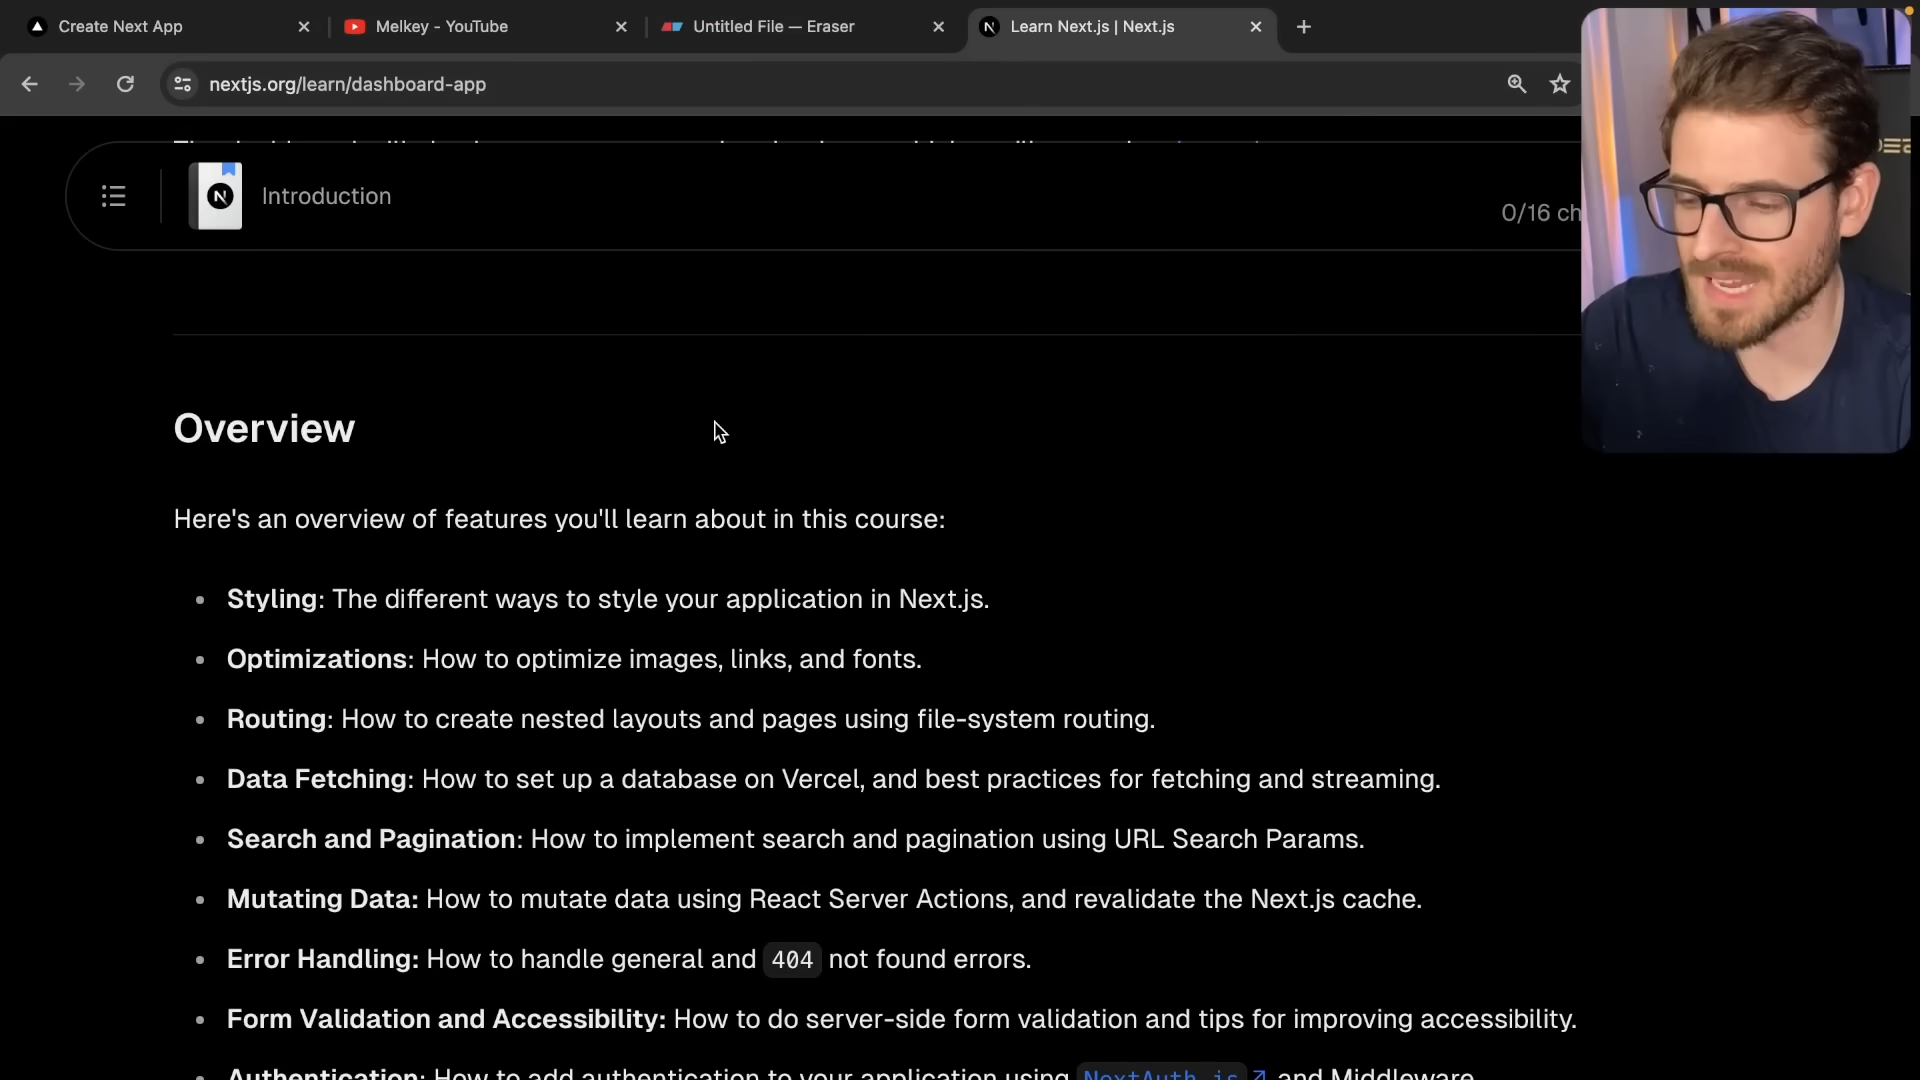 Create Next App
Melkey - YouTube
Untitled File — Eraser
Learn Next.js | Next.js
nextjs.org/learn/dashboard-app
Introduction
0/16 ch
Overview
Here's an overview of features you'll learn about in this course:
Styling: The different ways to style your application in Next.js.
Optimizations: How to optimize images, links, and fonts.
Routing: How to create nested layouts and pages using file-system routing.
Data Fetching: How to set up a database on Vercel, and best practices for fetching and streaming.
Search and Pagination: How to implement search and pagination using URL Search Params.
Mutating Data: How to mutate data using React Server Actions, and revalidate the Next.js cache.
Error Handling: How to handle general and 404 not found errors.
Form Validation and Accessibility: How to do server-side form validation and tips for improving accessibility.
Authentication: How to add authentication to your application using NextAuth.js and Middleware.